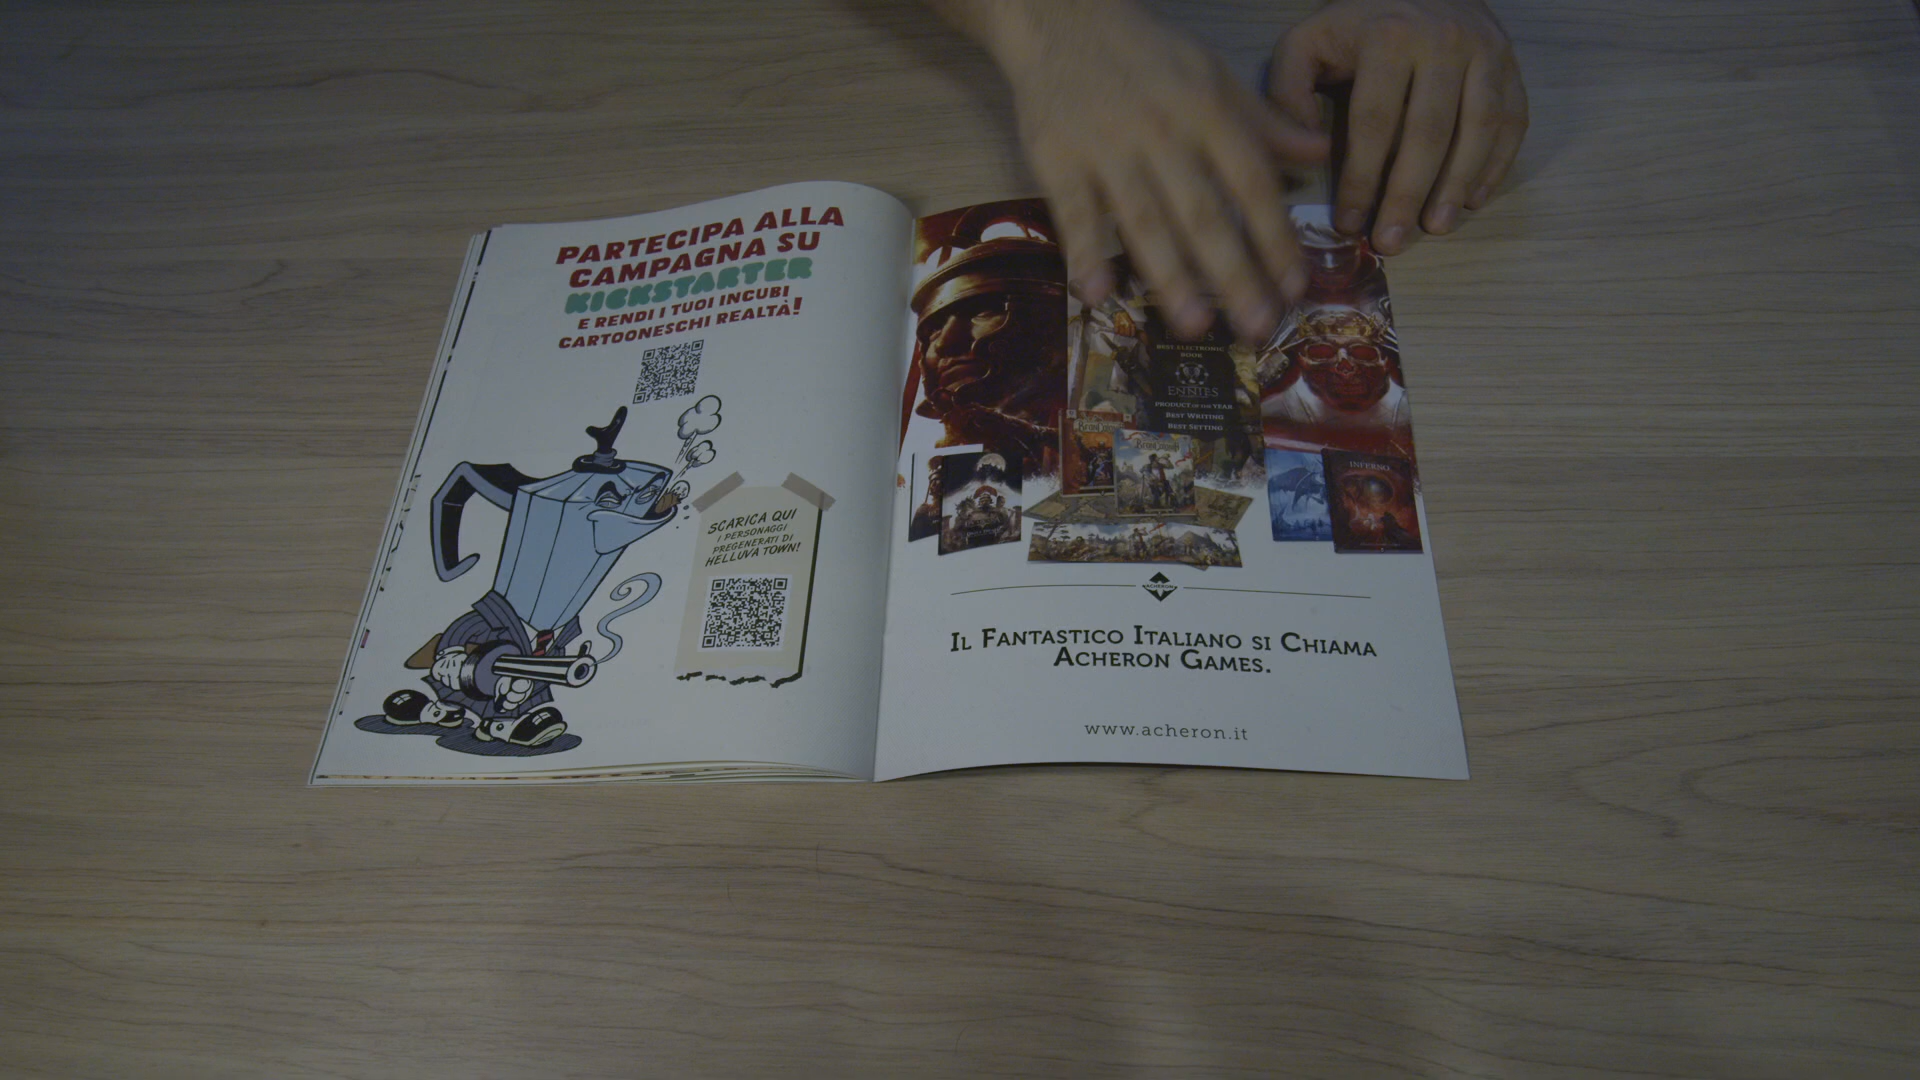 PARTECIPA ALLA
CAMPAGNA SU
KICKSTARTER
E RENDI I TUOI INCUBI
CARTOONESCHI REALTÀ!
SCARICA QUI
I PERSONAGGI
PREGENERATI DI
HELLUVA TOWN!
BEST ELECTRONIC
BOOK
ENNIES
PRODUCT OF THE YEAR
BEST WRITING
BEST SETTING
INFERNO
ACHERON
IL FANTASTICO ITALIANO SI CHIAMA
ACHERON GAMES.
www.acheron.it